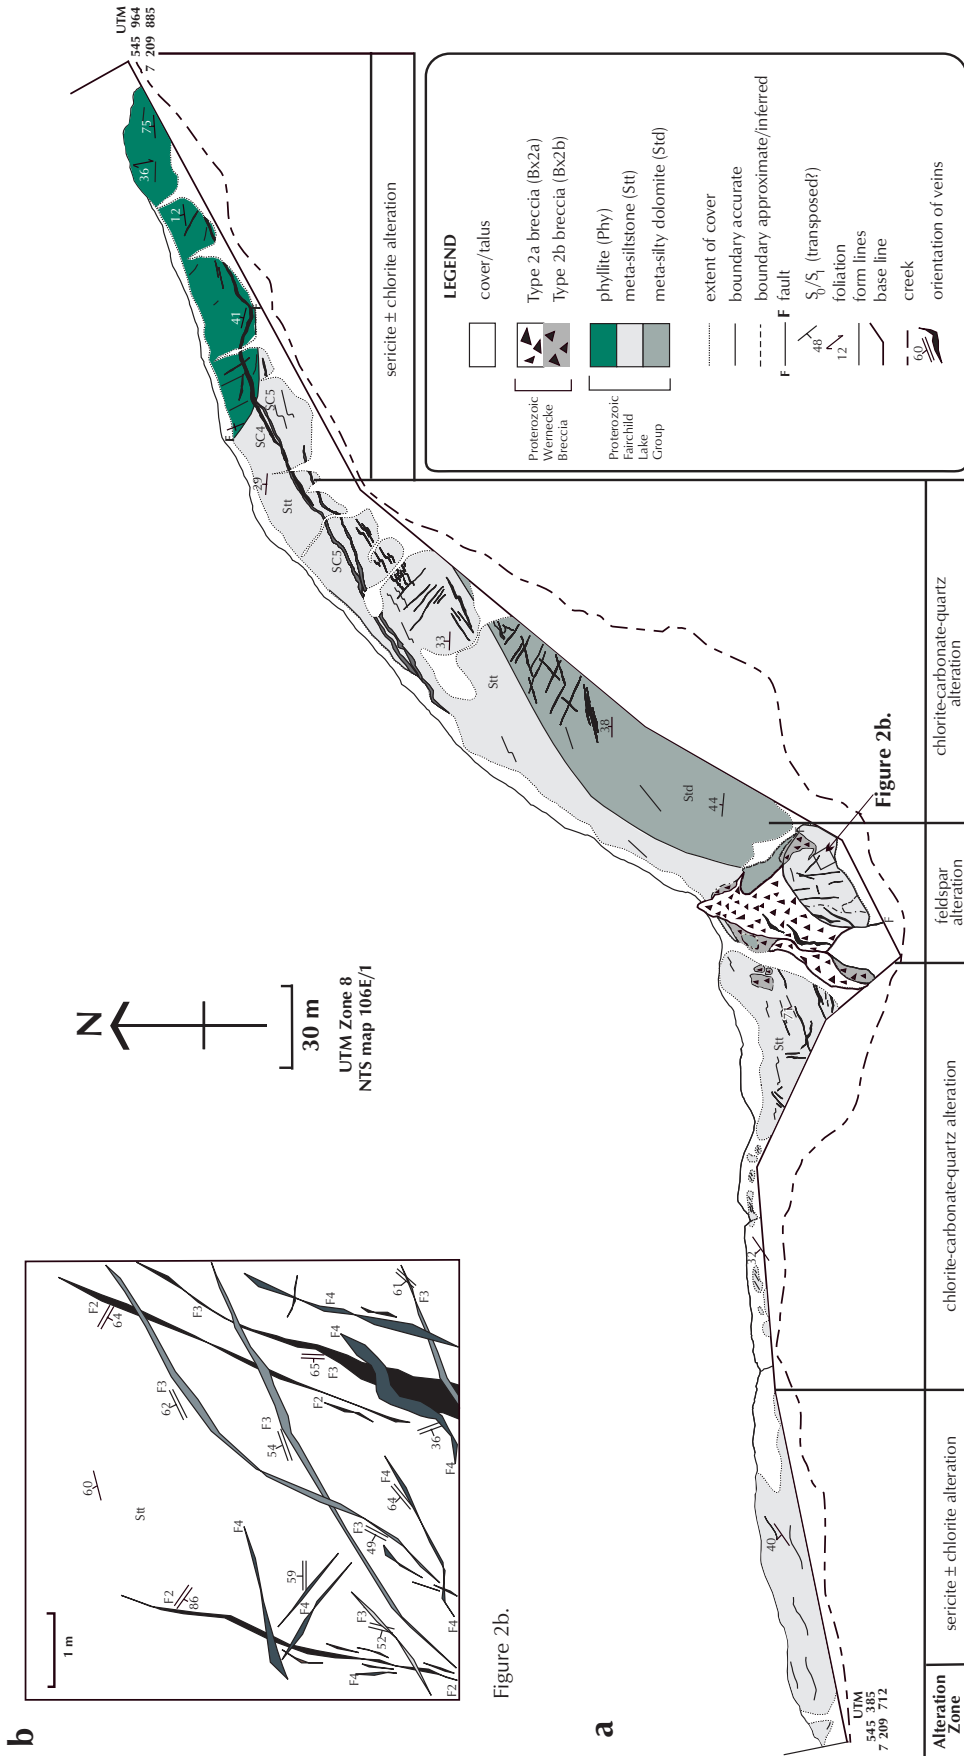 b
1 m
Stt
60
F2
86
F2
64
F3
62
F3
54
F3
F4
F4
59
F4
F3
52
F4
F2
F3
49
F4
64
F4
F2
F3
65
F4
F4
36
F4
61
F3
Figure 2b.
N
30 m
UTM Zone 8
NTS map 106E/1
a
UTM
545 385
7 209 712
UTM
545 964
7 209 885
40
32
71
Stt
F
Figure 2b.
44
Std
38
Stt
33
SC5
Stt
29
SC4
SC5
F
F
41
12
36
75
LEGEND
cover/talus
Proterozoic
Wernecke
Breccia
Type 2a breccia (Bx2a)
Type 2b breccia (Bx2b)
Proterozoic
Fairchild
Lake
Group
phyllite (Phy)
meta-siltstone (Stt)
meta-silty dolomite (Std)
extent of cover
boundary accurate
boundary approximate/inferred
F F fault
48 S0/S1 (transposed?)
12 foliation
form lines
base line
creek
60 orientation of veins
Alteration
Zone
sericite ± chlorite alteration
chlorite-carbonate-quartz alteration
feldspar
alteration
chlorite-carbonate-quartz
alteration
sericite ± chlorite alteration